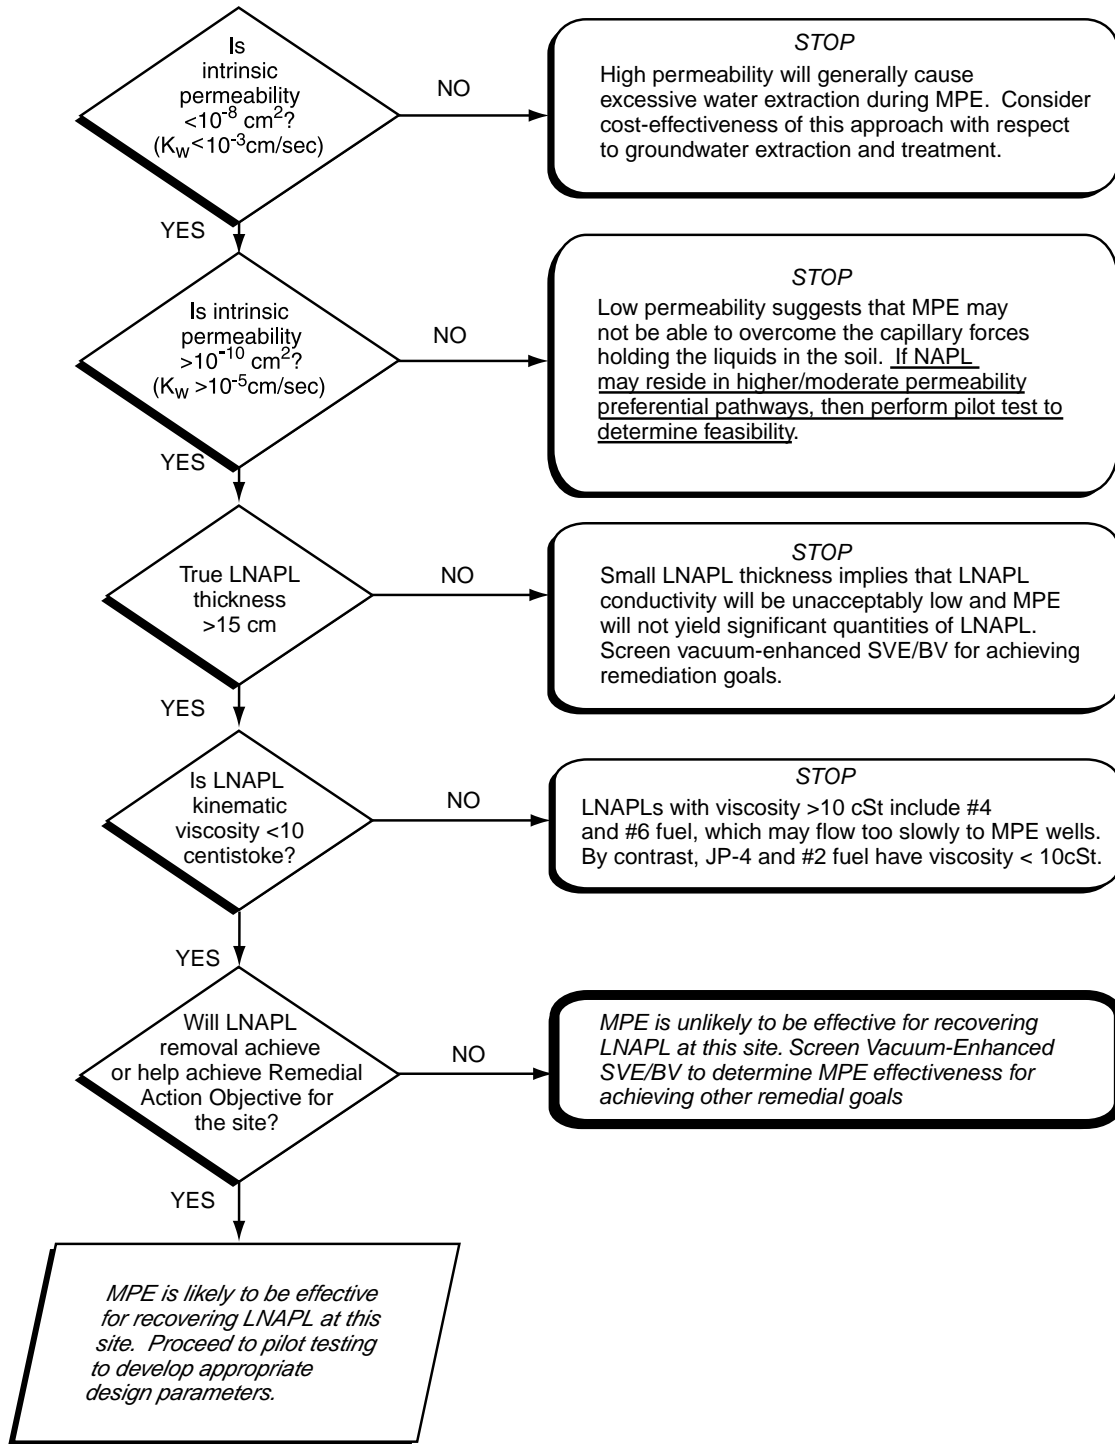 Is
intrinsic
permeability
<10⁻⁸ cm²?
(K_w <10⁻³cm/sec)
NO
STOP
High permeability will generally cause
excessive water extraction during MPE. Consider
cost-effectiveness of this approach with respect
to groundwater extraction and treatment.
YES
Is intrinsic
permeability
>10⁻¹⁰ cm²?
(K_w >10⁻⁵cm/sec)
NO
STOP
Low permeability suggests that MPE may
not be able to overcome the capillary forces
holding the liquids in the soil. If NAPL
may reside in higher/moderate permeability
preferential pathways, then perform pilot test to
determine feasibility.
YES
True LNAPL
thickness
>15 cm
NO
STOP
Small LNAPL thickness implies that LNAPL
conductivity will be unacceptably low and MPE
will not yield significant quantities of LNAPL.
Screen vacuum-enhanced SVE/BV for achieving
remediation goals.
YES
Is LNAPL
kinematic
viscosity <10
centistoke?
NO
STOP
LNAPLs with viscosity >10 cSt include #4
and #6 fuel, which may flow too slowly to MPE wells.
By contrast, JP-4 and #2 fuel have viscosity < 10cSt.
YES
Will LNAPL
removal achieve
or help achieve Remedial
Action Objective for
the site?
NO
MPE is unlikely to be effective for recovering
LNAPL at this site. Screen Vacuum-Enhanced
SVE/BV to determine MPE effectiveness for
achieving other remedial goals
YES
MPE is likely to be effective
for recovering LNAPL at this
site. Proceed to pilot testing
to develop appropriate
design parameters.